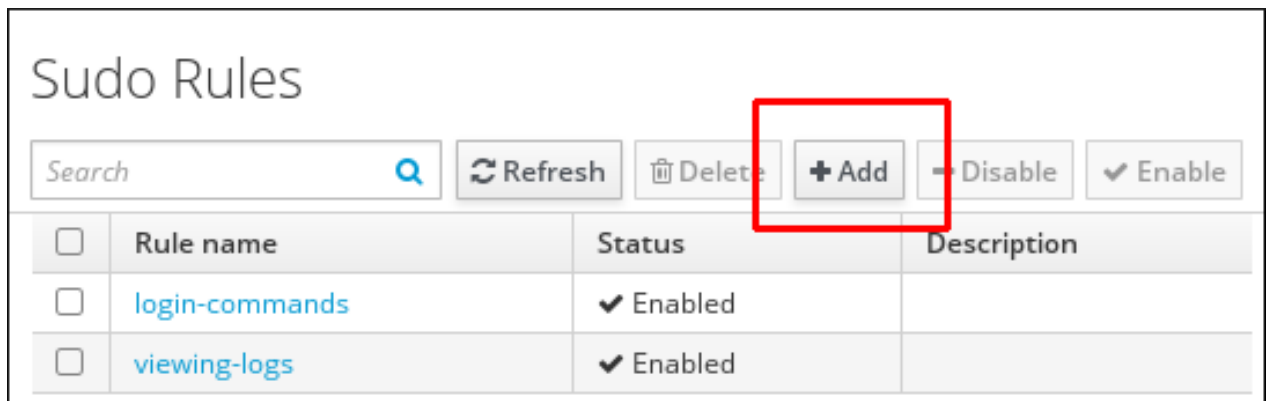 Sudo Rules
Search Refresh Delete Add Disable Enable
Rule name Status Description
login-commands Enabled
viewing-logs Enabled